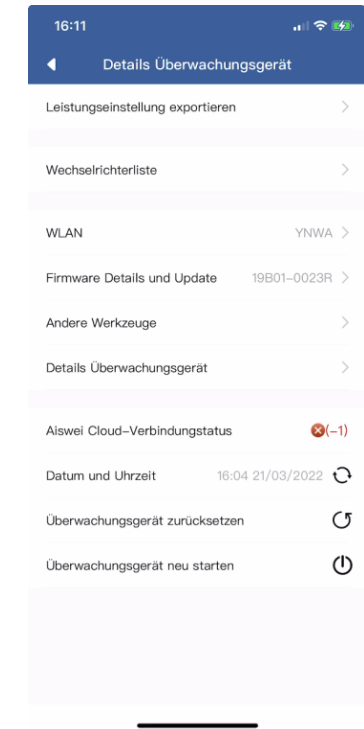 16:11
Details Überwachungsgerät
Leistungseinstellung exportieren
Wechselrichterliste
WLAN YNWA
Firmware Details und Update 19B01-0023R
Andere Werkzeuge
Details Überwachungsgerät
Aiswei Cloud-Verbindungstatus (-1)
Datum und Uhrzeit 16:04 21/03/2022
Überwachungsgerät zurücksetzen
Überwachungsgerät neu starten